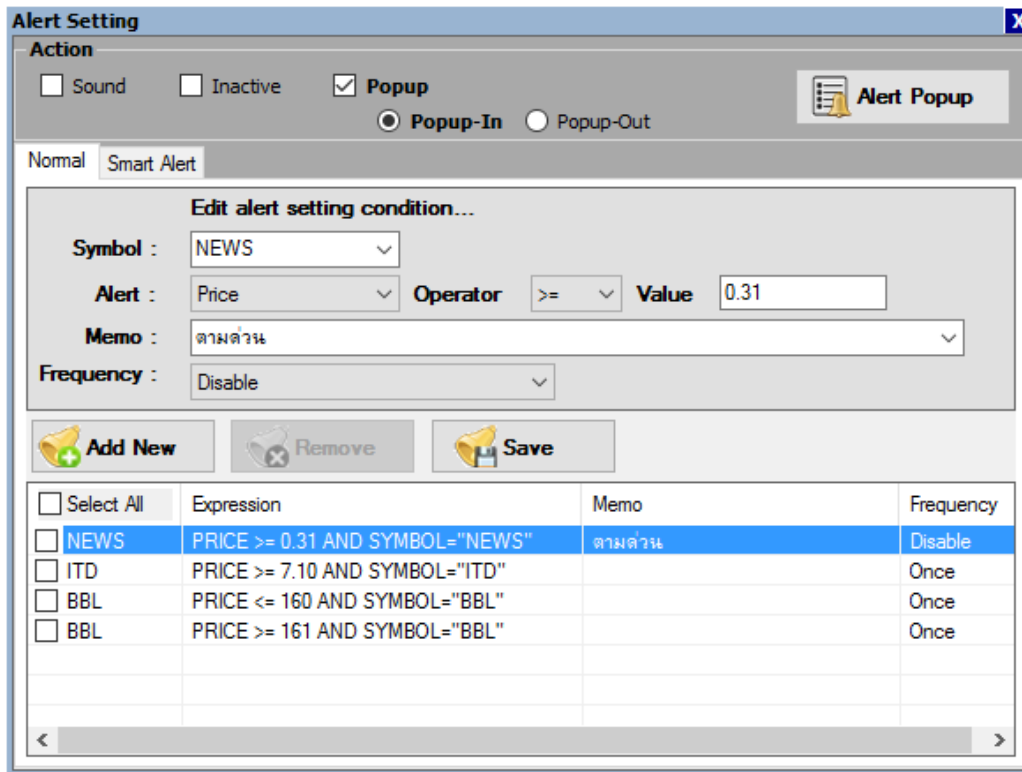 Alert Setting X
Action
Sound Inactive Popup Alert Popup
Popup-In Popup-Out
Normal Smart Alert
Edit alert setting condition...
Symbol : NEWS
Alert : Price Operator >= Value 0.31
Memo : ตามด่วน
Frequency : Disable
Add New Remove Save
Select All Expression Memo Frequency
NEWS PRICE >= 0.31 AND SYMBOL="NEWS" ตามด่วน Disable
ITD PRICE >= 7.10 AND SYMBOL="ITD" Once
BBL PRICE <= 160 AND SYMBOL="BBL" Once
BBL PRICE >= 161 AND SYMBOL="BBL" Once